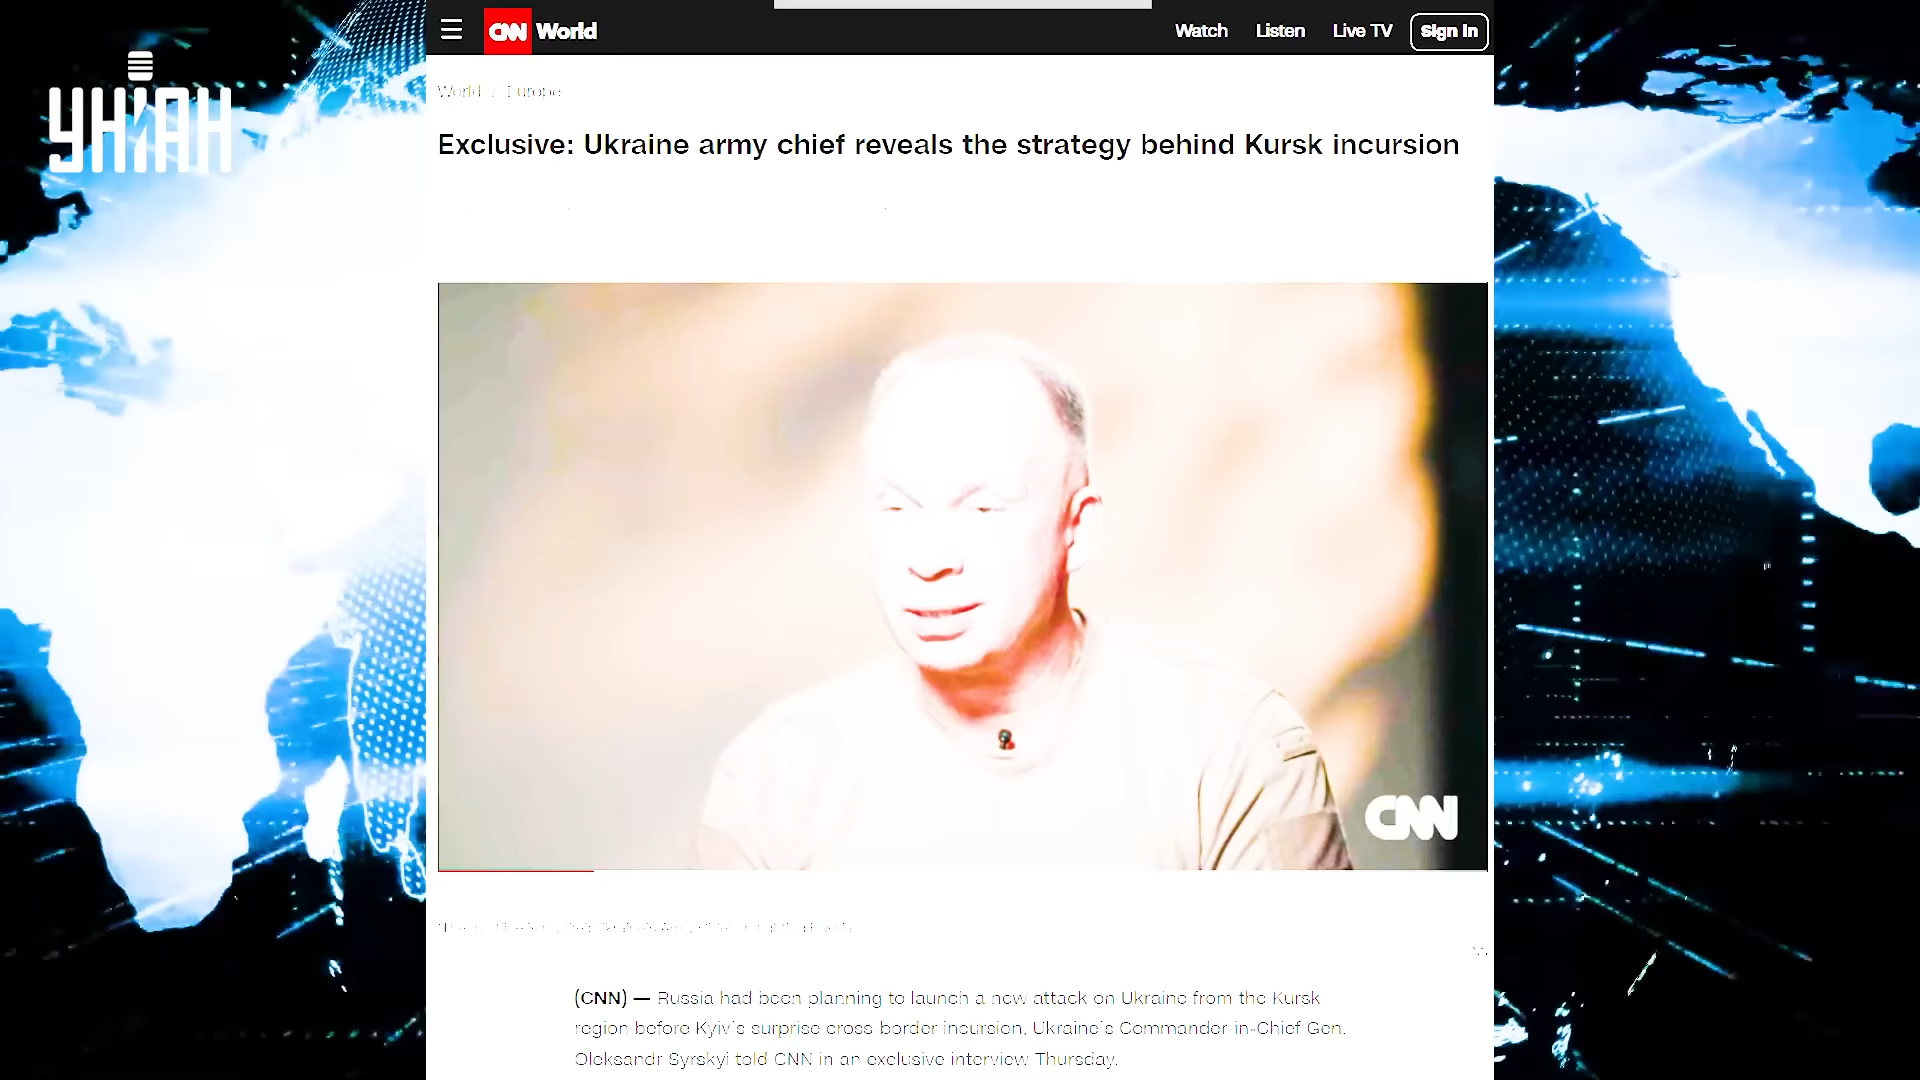 УНІАН
CNN World
Watch Listen Live TV Sign in
World / Europe
Exclusive: Ukraine army chief reveals the strategy behind Kursk incursion
CNN
(CNN) — Russia had been planning to launch a new attack on Ukraine from the Kursk
region before Kyiv's surprise cross-border incursion, Ukraine's Commander-in-Chief Gen.
Oleksandr Syrskyi told CNN in an exclusive interview Thursday.